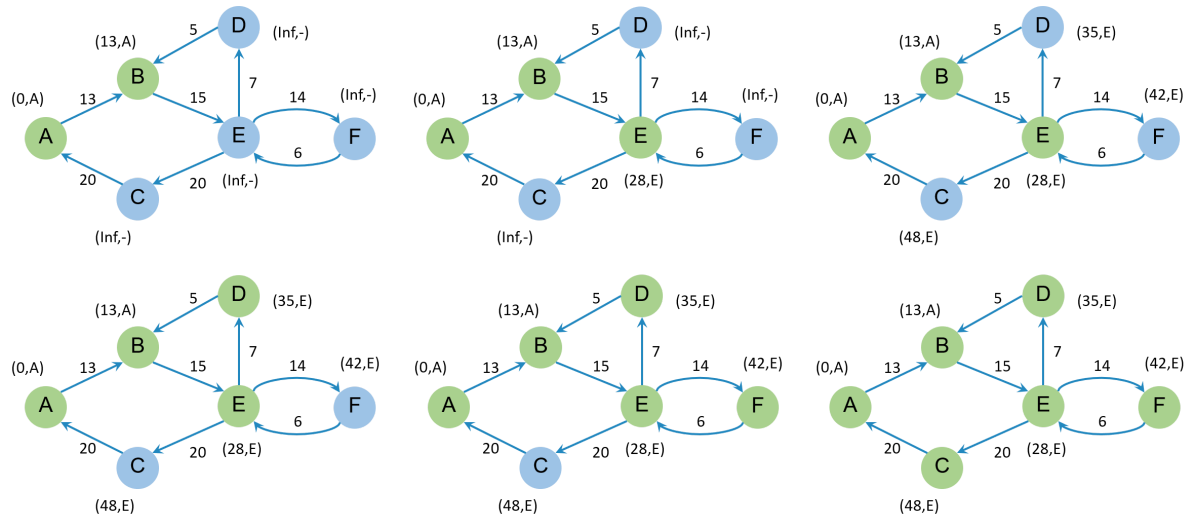 D
5
(Inf,-)
(13,A)
B
7
15
14
(Inf,-)
(0,A)
13
A
E
F
6
20
20
(Inf,-)
C
(Inf,-)
D
5
(Inf,-)
(13,A)
B
7
15
14
(Inf,-)
(0,A)
13
A
E
F
6
20
20
(28,E)
C
(Inf,-)
D
5
(35,E)
(13,A)
B
7
15
14
(42,E)
(0,A)
13
A
E
F
6
20
20
(28,E)
C
(48,E)
D
5
(35,E)
(13,A)
B
7
15
14
(42,E)
(0,A)
13
A
E
F
6
20
20
(28,E)
C
(48,E)
D
5
(35,E)
(13,A)
B
7
15
14
(42,E)
(0,A)
13
A
E
F
6
20
20
(28,E)
C
(48,E)
D
5
(35,E)
(13,A)
B
7
15
14
(42,E)
(0,A)
13
A
E
F
6
20
20
(28,E)
C
(48,E)